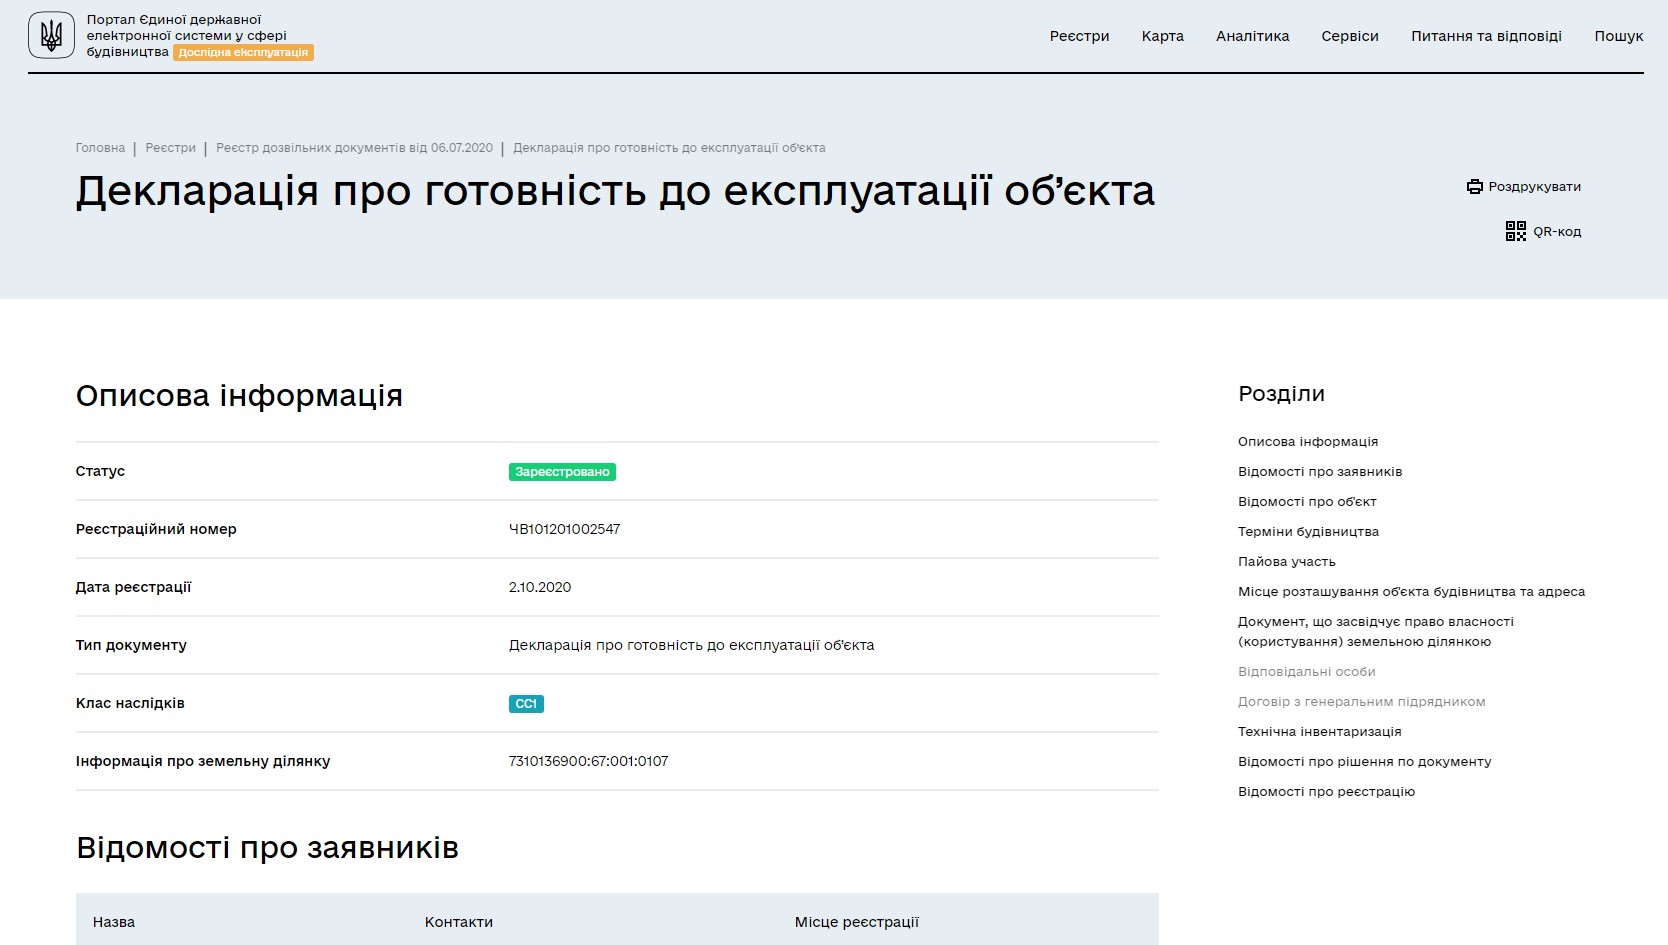 Портал Єдиної державної
електронної системи у сфері
будівництва Дослідна експлуатація
Реєстри Карта Аналітика Сервіси Питання та відповіді Пошук
Головна | Реєстри | Реєстр дозвільних документів від 06.07.2020 | Декларація про готовність до експлуатації об'єкта
Декларація про готовність до експлуатації об’єкта
Роздрукувати
QR-код
Описова інформація
Статус Зареєстровано
Реєстраційний номер ЧВ101201002547
Дата реєстрації 2.10.2020
Тип документу Декларація про готовність до експлуатації об'єкта
Клас наслідків СС1
Інформація про земельну ділянку 7310136900:67:001:0107
Відомості про заявників
Назва Контакти Місце реєстрації
Розділи
Описова інформація
Відомості про заявників
Відомості про об'єкт
Терміни будівництва
Пайова участь
Місце розташування об'єкта будівництва та адреса
Документ, що засвідчує право власності
(користування) земельною ділянкою
Відповідальні особи
Договір з генеральним підрядником
Технічна інвентаризація
Відомості про рішення по документу
Відомості про реєстрацію